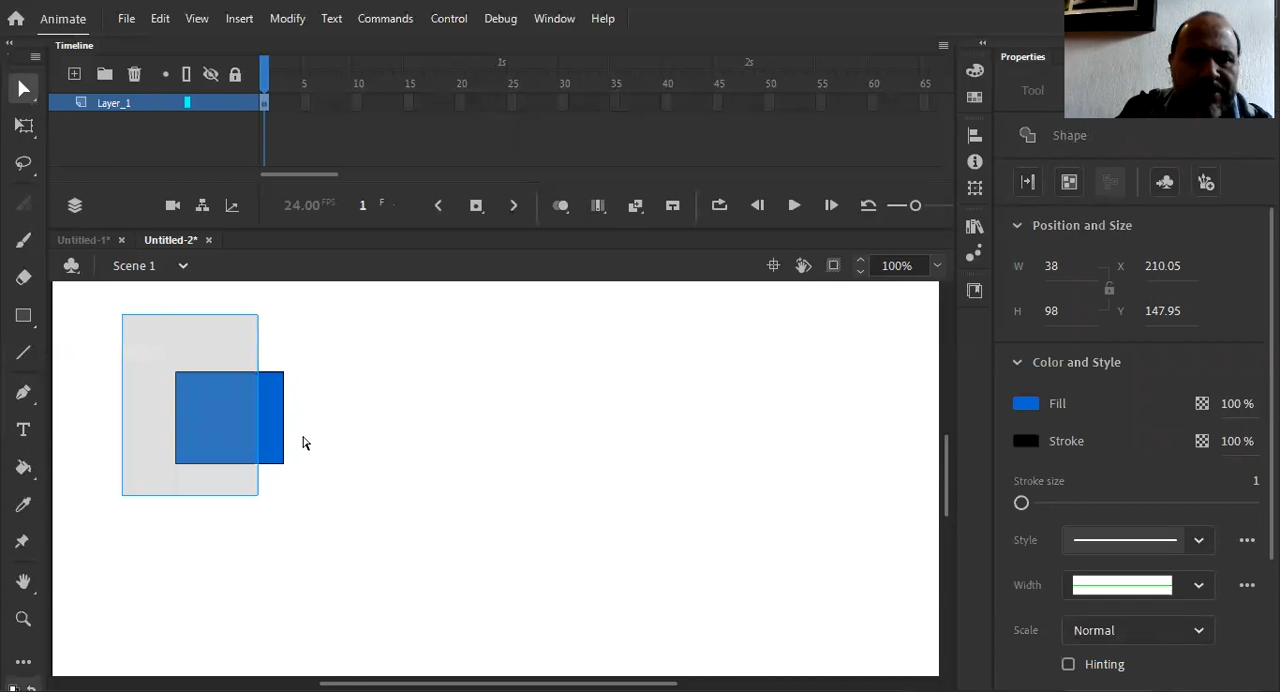 Animate File Edit View Insert Modify Text Commands Control Debug Window Help
Timeline
Properties
1s 2s
5 10 15 20 25 30 35 40 45 50 55 60 65
Tool
Layer_1
Shape
24.00 FPS 1 F
Position and Size
Untitled-1* × Untitled-2* ×
Scene 1 100%
W 38 X 210.05
H 98 Y 147.95
Color and Style
Fill 100 %
Stroke 100 %
Stroke size 1
Style
Width
Scale Normal
Hinting